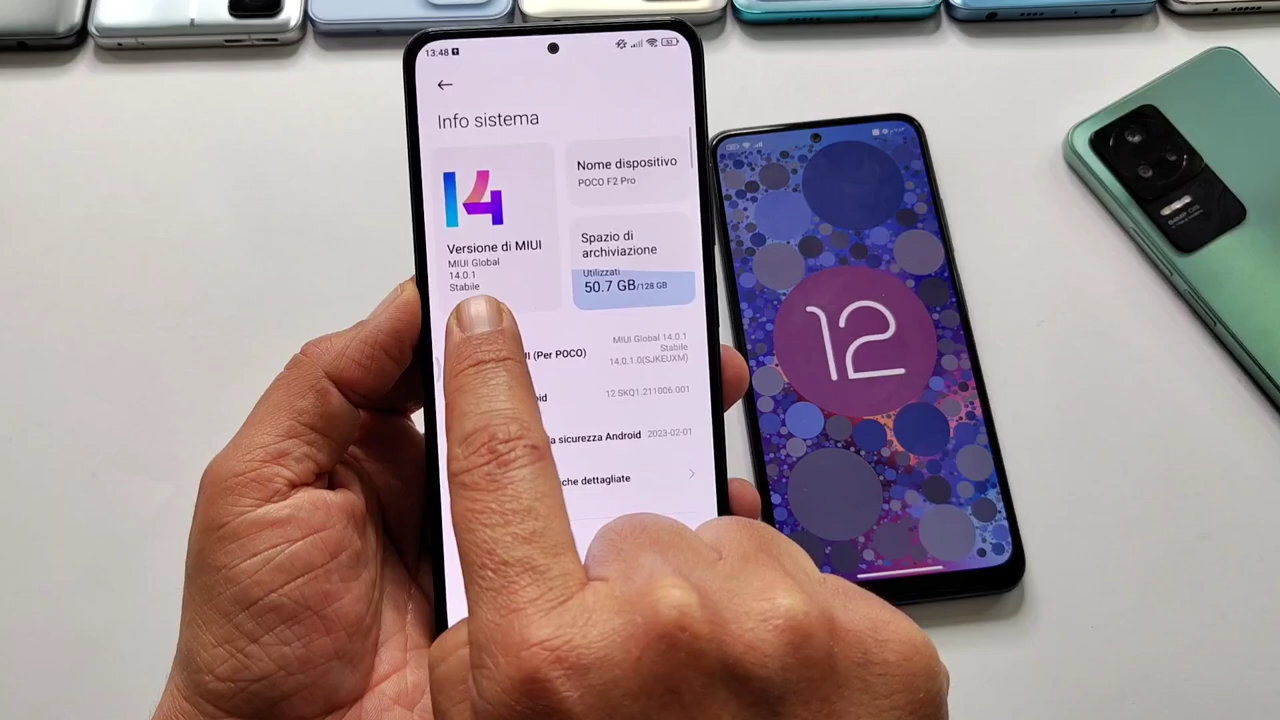 13:48
53
Info sistema
14
Versione di MIUI
MIUI Global
14.0.1
Stabile
Nome dispositivo
POCO F2 Pro
Spazio di
archiviazione
Utilizzati
50.7 GB/128 GB
(Per POCO)
MIUI Global 14.0.1
Stabile
14.0.1.0(SJKEUXM)
12 SKQ1.211006.001
sicurezza Android
2023-02-01
dettagliate
12